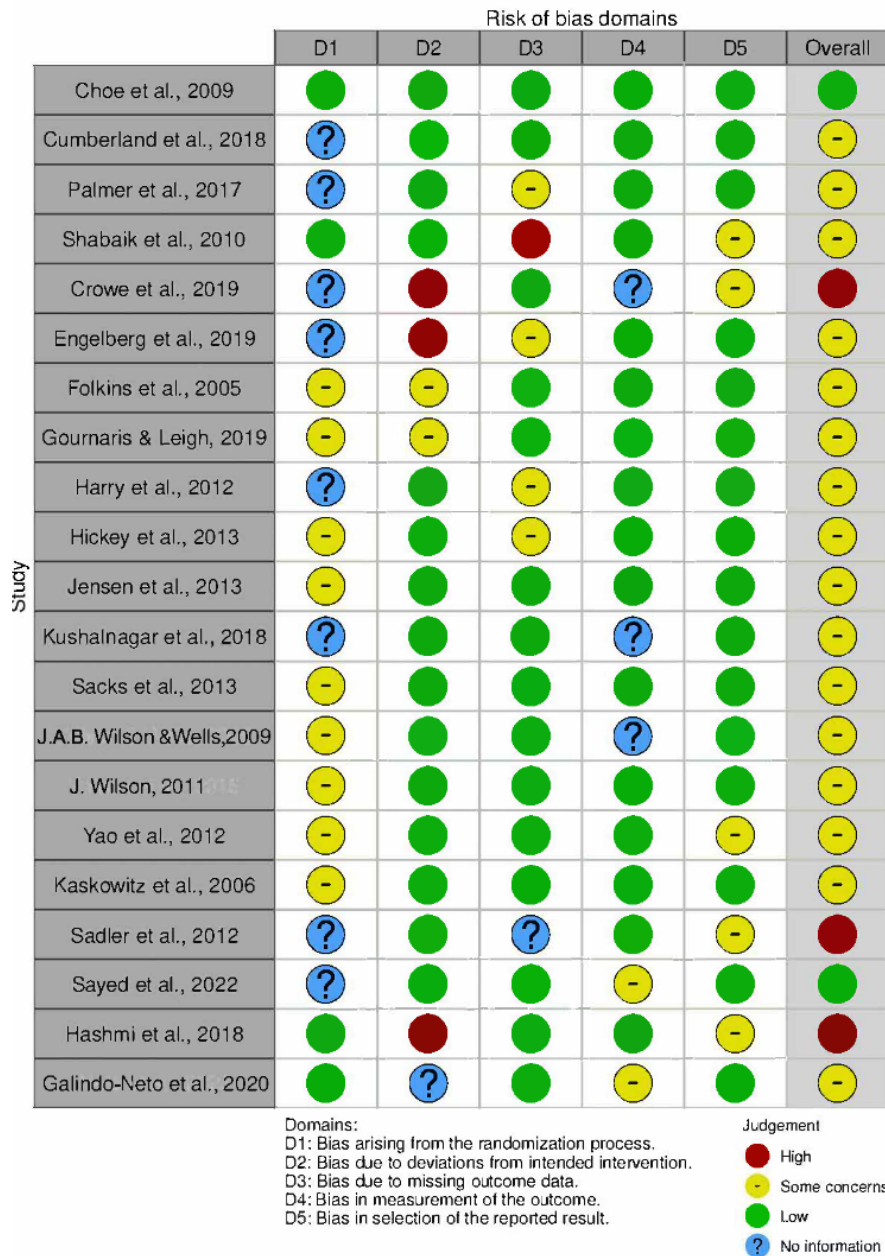 Risk of bias domains
D1 D2 D3 D4 D5 Overall
Study
Choe et al., 2009
Cumberland et al., 2018 ? -
Palmer et al., 2017 ? - -
Shabaik et al., 2010 - -
Crowe et al., 2019 ? ? -
Engelberg et al., 2019 ? - -
Folkins et al., 2005 - - -
Gournaris & Leigh, 2019 - - -
Harry et al., 2012 ? - -
Hickey et al., 2013 - - -
Jensen et al., 2013 - -
Kushalnagar et al., 2018 ? ? -
Sacks et al., 2013 - -
J.A.B. Wilson &Wells,2009 - ? -
J. Wilson, 2011 - -
Yao et al., 2012 - - -
Kaskowitz et al., 2006 - -
Sadler et al., 2012 ? ? -
Sayed et al., 2022 ? -
Hashmi et al., 2018 -
Galindo-Neto et al., 2020 ? - -
Domains:
D1: Bias arising from the randomization process.
D2: Bias due to deviations from intended intervention.
D3: Bias due to missing outcome data.
D4: Bias in measurement of the outcome.
D5: Bias in selection of the reported result.
Judgement
High
- Some concerns
Low
? No information